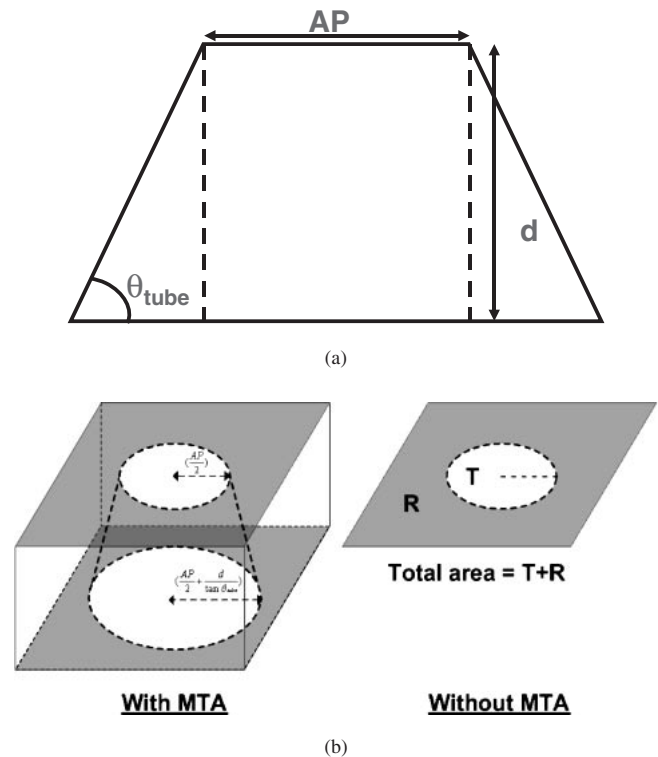 AP
d
θtube
(a)
(AP/2)
(AP/2 + d/tan θtube)
T
R
Total area = T+R
With MTA
Without MTA
(b)